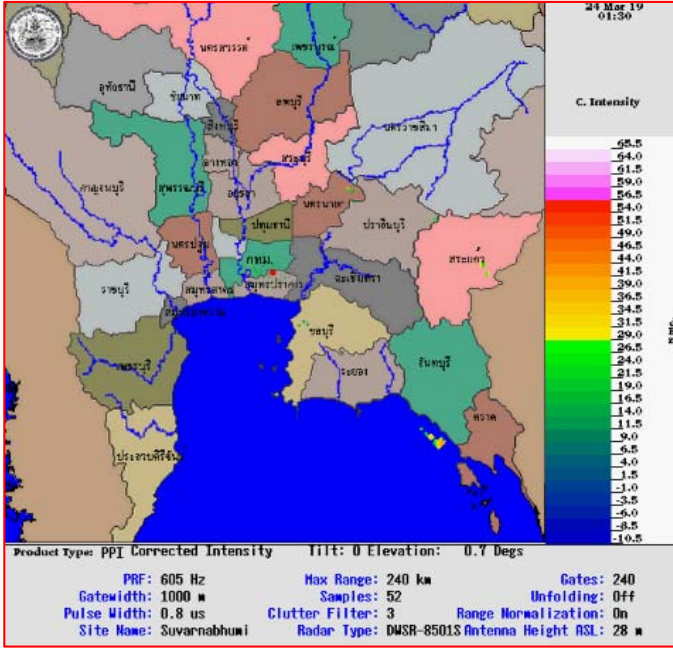 24 Mar 19
01:30
นครสวรรค์
เพชรบูรณ์
อุทัยธานี
ชัยนาท
ลพบุรี
สิงห์บุรี
นครราชสีมา
อ่างทอง
สระบุรี
กาญจนบุรี
สุพรรณบุรี
อยุธยา
นครนายก
ปราจีนบุรี
ปทุมธานี
นครปฐม
กทม.
สระแก้ว
ราชบุรี
สมุทรสาคร
สมุทรปราการ
ฉะเชิงเทรา
สมุทรสงคราม
ชลบุรี
เพชรบุรี
ระยอง
จันทบุรี
ตราด
ประจวบคีรีขันธ์
C. Intensity
65.5
64.0
61.5
59.0
56.5
54.0
51.5
49.0
46.5
44.0
41.5
39.0
36.5
34.0
31.5
29.0
26.5
24.0
21.5
19.0
16.5
14.0
11.5
9.0
6.5
4.0
1.5
-1.0
-3.5
-6.0
-8.5
-10.5
Product Type: PPI Corrected Intensity Tilt: 0 Elevation: 0.7 Degs
PRF: 605 Hz Max Range: 240 km Gates: 240
Gatewidth: 1000 m Samples: 52 Unfolding: Off
Pulse Width: 0.8 us Clutter Filter: 3 Range Normalization: On
Site Name: Suvarnabhumi Radar Type: DWSR-8501S Antenna Height ASL: 28 m